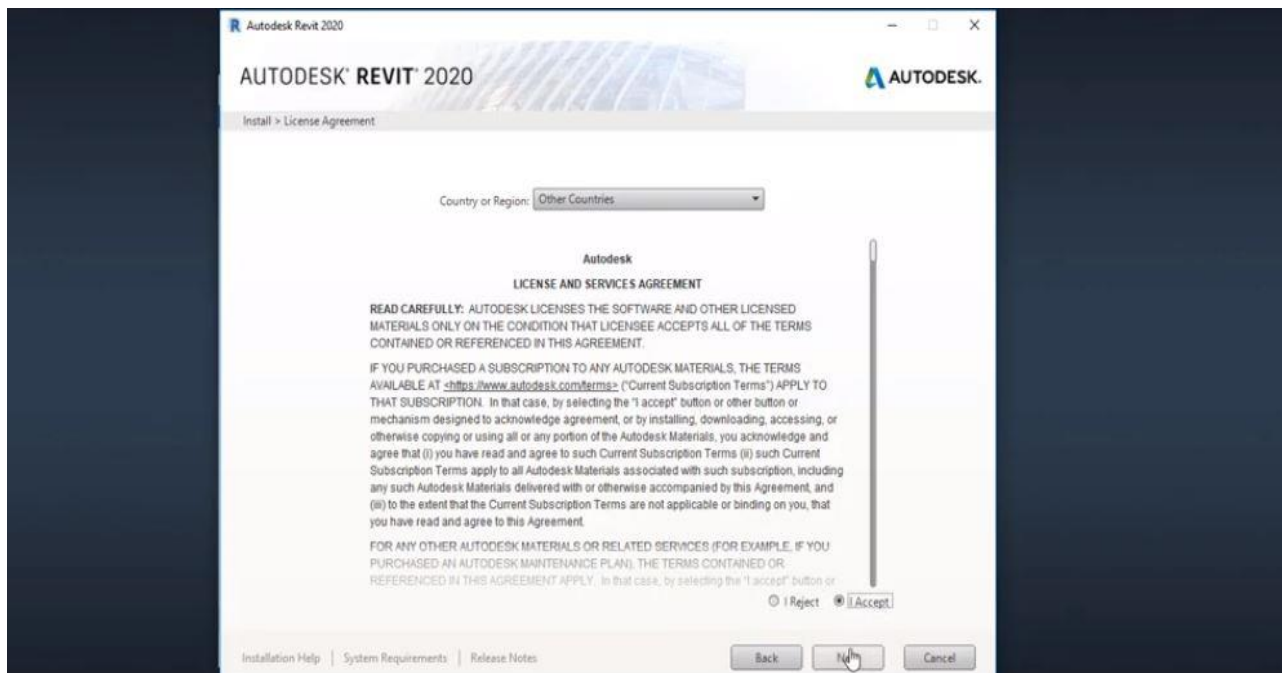 Autodesk Revit 2020
AUTODESK® REVIT® 2020
AUTODESK.
Install > License Agreement
Country or Region: Other Countries
Autodesk
LICENSE AND SERVICES AGREEMENT
READ CAREFULLY: AUTODESK LICENSES THE SOFTWARE AND OTHER LICENSED
MATERIALS ONLY ON THE CONDITION THAT LICENSEE ACCEPTS ALL OF THE TERMS
CONTAINED OR REFERENCED IN THIS AGREEMENT.
IF YOU PURCHASED A SUBSCRIPTION TO ANY AUTODESK MATERIALS, THE TERMS
AVAILABLE AT <https://www.autodesk.com/terms> ("Current Subscription Terms") APPLY TO
THAT SUBSCRIPTION. In that case, by selecting the "I accept" button or other button or
mechanism designed to acknowledge agreement, or by installing, downloading, accessing, or
otherwise copying or using all or any portion of the Autodesk Materials, you acknowledge and
agree that (i) you have read and agree to such Current Subscription Terms (ii) such Current
Subscription Terms apply to all Autodesk Materials associated with such subscription, including
any such Autodesk Materials delivered with or otherwise accompanied by this Agreement, and
(iii) to the extent that the Current Subscription Terms are not applicable or binding on you, that
you have read and agree to this Agreement.
FOR ANY OTHER AUTODESK MATERIALS OR RELATED SERVICES (FOR EXAMPLE, IF YOU
PURCHASED AN AUTODESK MAINTENANCE PLAN), THE TERMS CONTAINED OR
REFERENCED IN THIS AGREEMENT APPLY. In that case, by selecting the "I accept" button or
I Reject I Accept
Installation Help | System Requirements | Release Notes Back Cancel